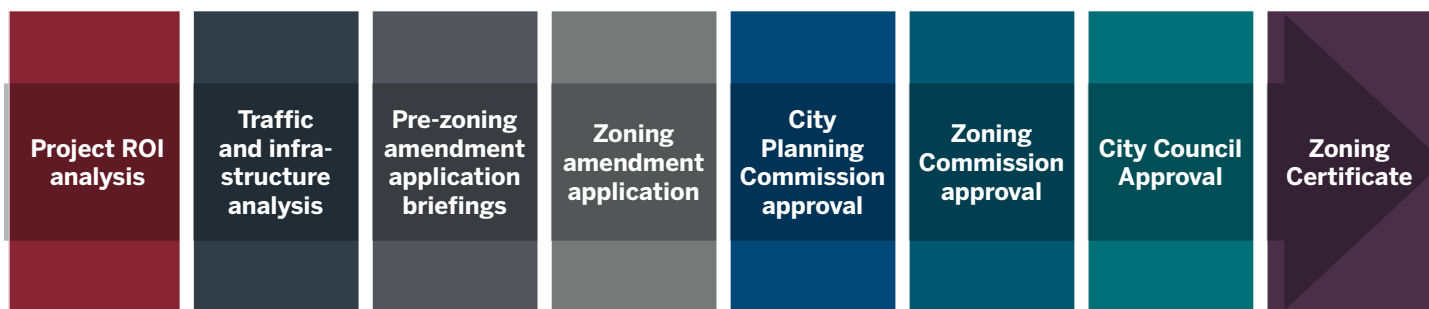 Project ROI
analysis
Traffic
and infra-
structure
analysis
Pre-zoning
amendment
application
briefings
Zoning
amendment
application
City
Planning
Commission
approval
Zoning
Commission
approval
City Council
Approval
Zoning
Certificate